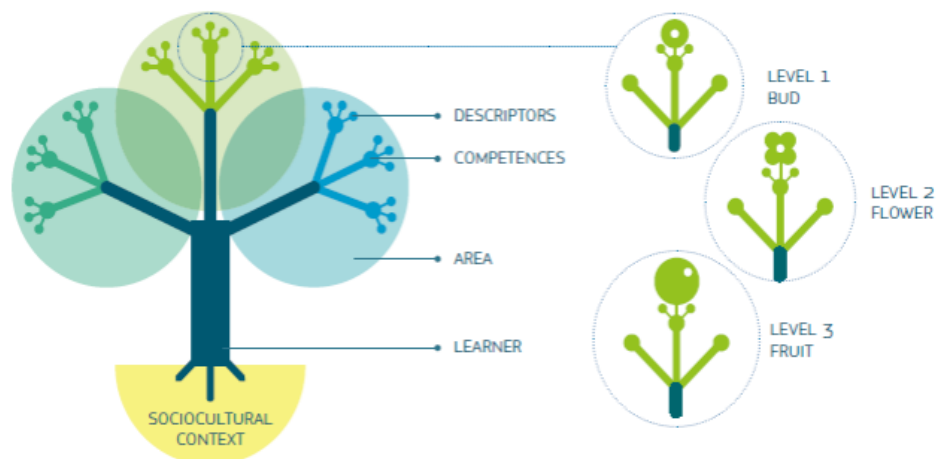 LEVEL 1
BUD
DESCRIPTORS
COMPETENCES
LEVEL 2
FLOWER
AREA
LEVEL 3
FRUIT
LEARNER
SOCIOCULTURAL
CONTEXT